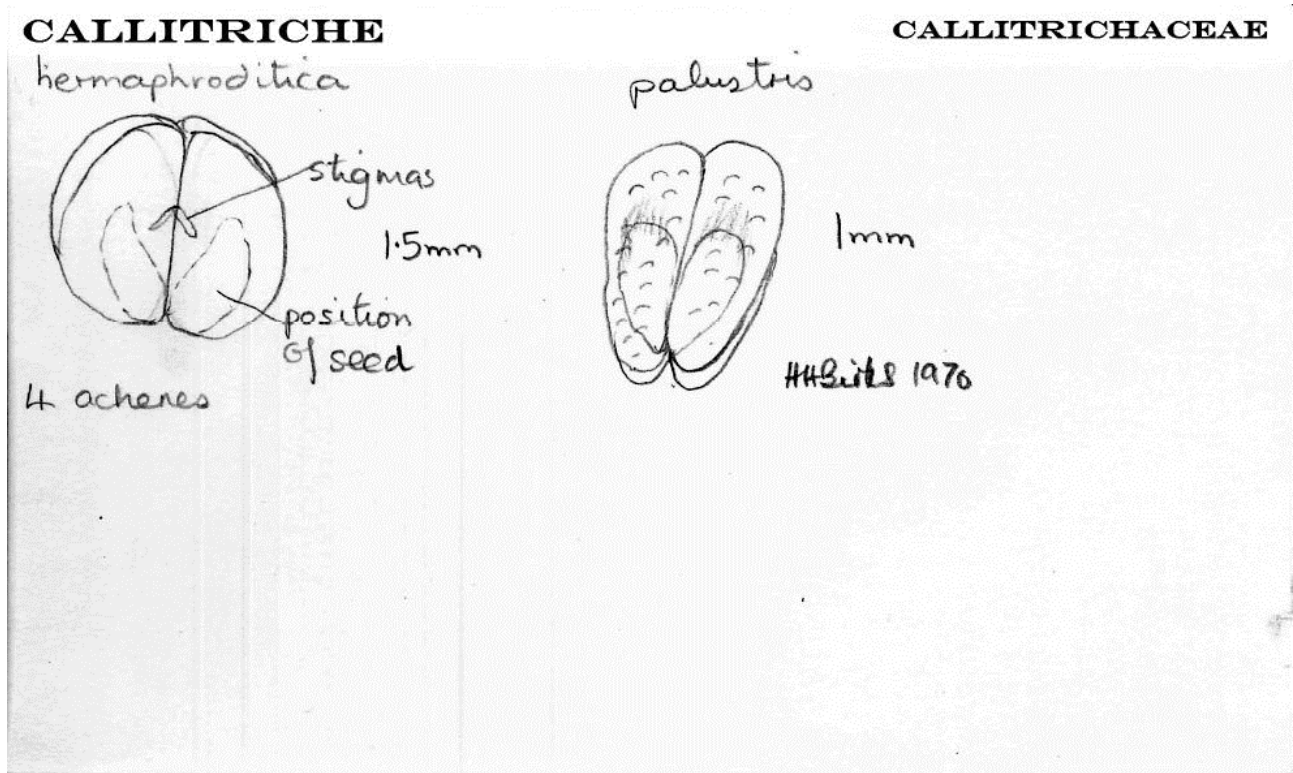 CALLITRICHE
CALLITRICHACEAE
hermaphroditica
palustris
stigmas
1.5mm
1mm
position
of seed
HHBirks 1970
4 achenes